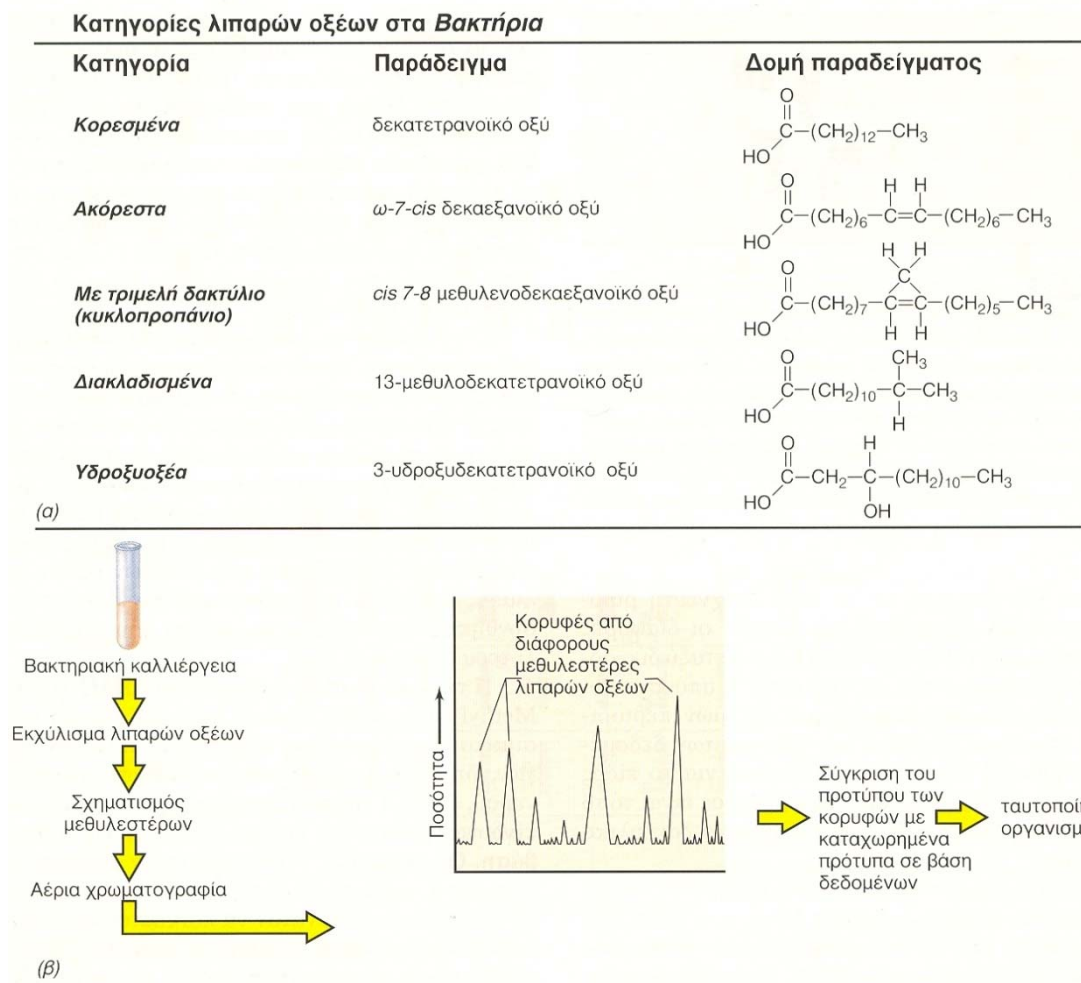 Κατηγορίες λιπαρών οξέων στα Βακτήρια
Κατηγορία Παράδειγμα Δομή παραδείγματος
Κορεσμένα δεκατετρανοϊκό οξύ
O
C–(CH₂)₁₂–CH₃
HO
Ακόρεστα ω-7-cis δεκαεξανοϊκό οξύ
O H H
C–(CH₂)₆–C=C–(CH₂)₆–CH₃
HO
Με τριμελή δακτύλιο
(κυκλοπροπάνιο)
cis 7-8 μεθυλενοδεκαεξανοϊκό οξύ
H H
O C
C–(CH₂)₇–C=C–(CH₂)₅–CH₃
HO H H
Διακλαδισμένα 13-μεθυλοδεκατετρανοϊκό οξύ
O CH₃
C–(CH₂)₁₀–C–CH₃
HO H
Υδροξυοξέα 3-υδροξυδεκατετρανοϊκό οξύ
O H
C–CH₂–C–(CH₂)₁₀–CH₃
HO OH
(α)
Βακτηριακή καλλιέργεια
Εκχύλισμα λιπαρών οξέων
Σχηματισμός
μεθυλεστέρων
Αέρια χρωματογραφία
Ποσότητα
Κορυφές από
διάφορους
μεθυλεστέρες
λιπαρών οξέων
Σύγκριση του
προτύπου των
κορυφών με
καταχωρημένα
πρότυπα σε βάση
δεδομένων
(β)